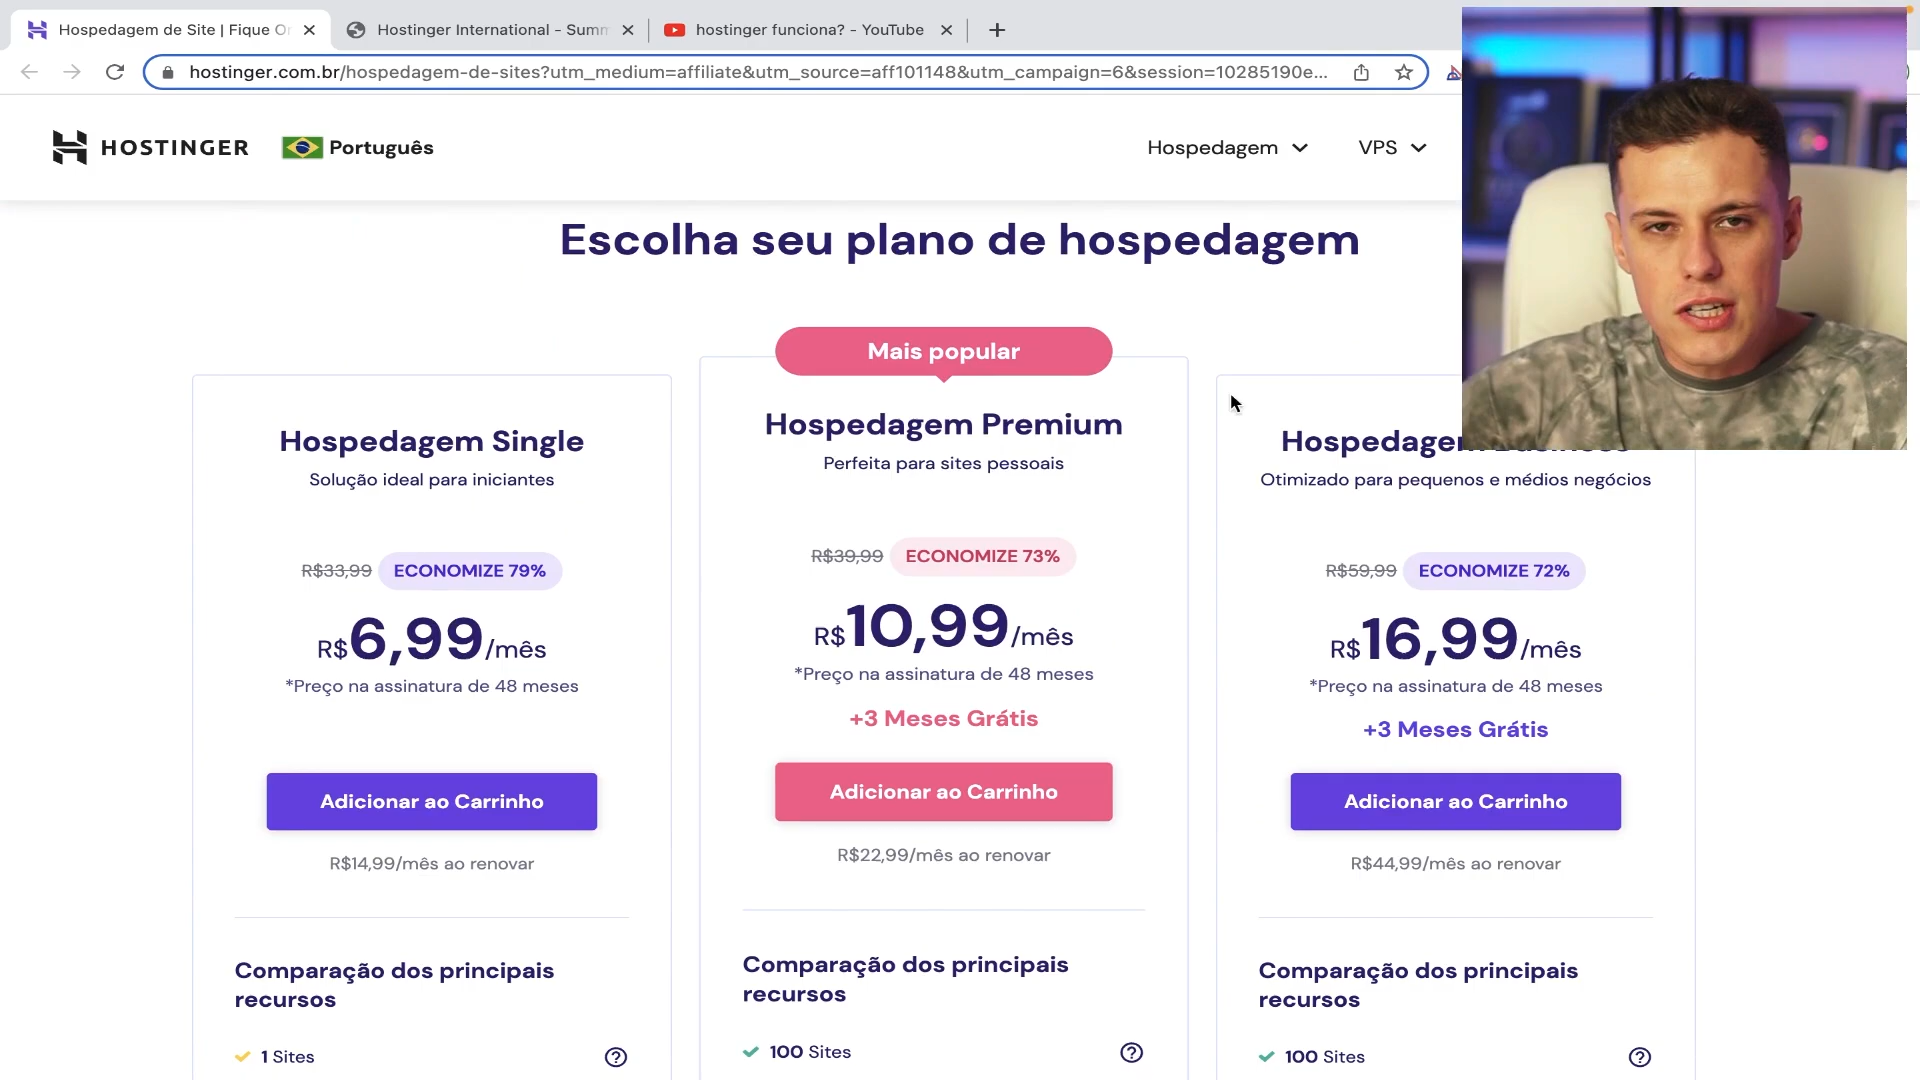 Hospedagem de Site | Fique Or
Hostinger International - Summ
hostinger funciona? - YouTube
hostinger.com.br/hospedagem-de-sites?utm_medium=affiliate&utm_source=aff101148&utm_campaign=6&session=10285190e...
HOSTINGER
Português
Hospedagem
VPS
Escolha seu plano de hospedagem
Hospedagem Single
Solução ideal para iniciantes
R$33,99 ECONOMIZE 79%
R$6,99/mês
*Preço na assinatura de 48 meses
Adicionar ao Carrinho
R$14,99/mês ao renovar
Comparação dos principais
recursos
1 Sites
Mais popular
Hospedagem Premium
Perfeita para sites pessoais
R$39,99 ECONOMIZE 73%
R$10,99/mês
*Preço na assinatura de 48 meses
+3 Meses Grátis
Adicionar ao Carrinho
R$22,99/mês ao renovar
Comparação dos principais
recursos
100 Sites
Otimizado para pequenos e médios negócios
R$59,99 ECONOMIZE 72%
R$16,99/mês
*Preço na assinatura de 48 meses
+3 Meses Grátis
Adicionar ao Carrinho
R$44,99/mês ao renovar
Comparação dos principais
recursos
100 Sites